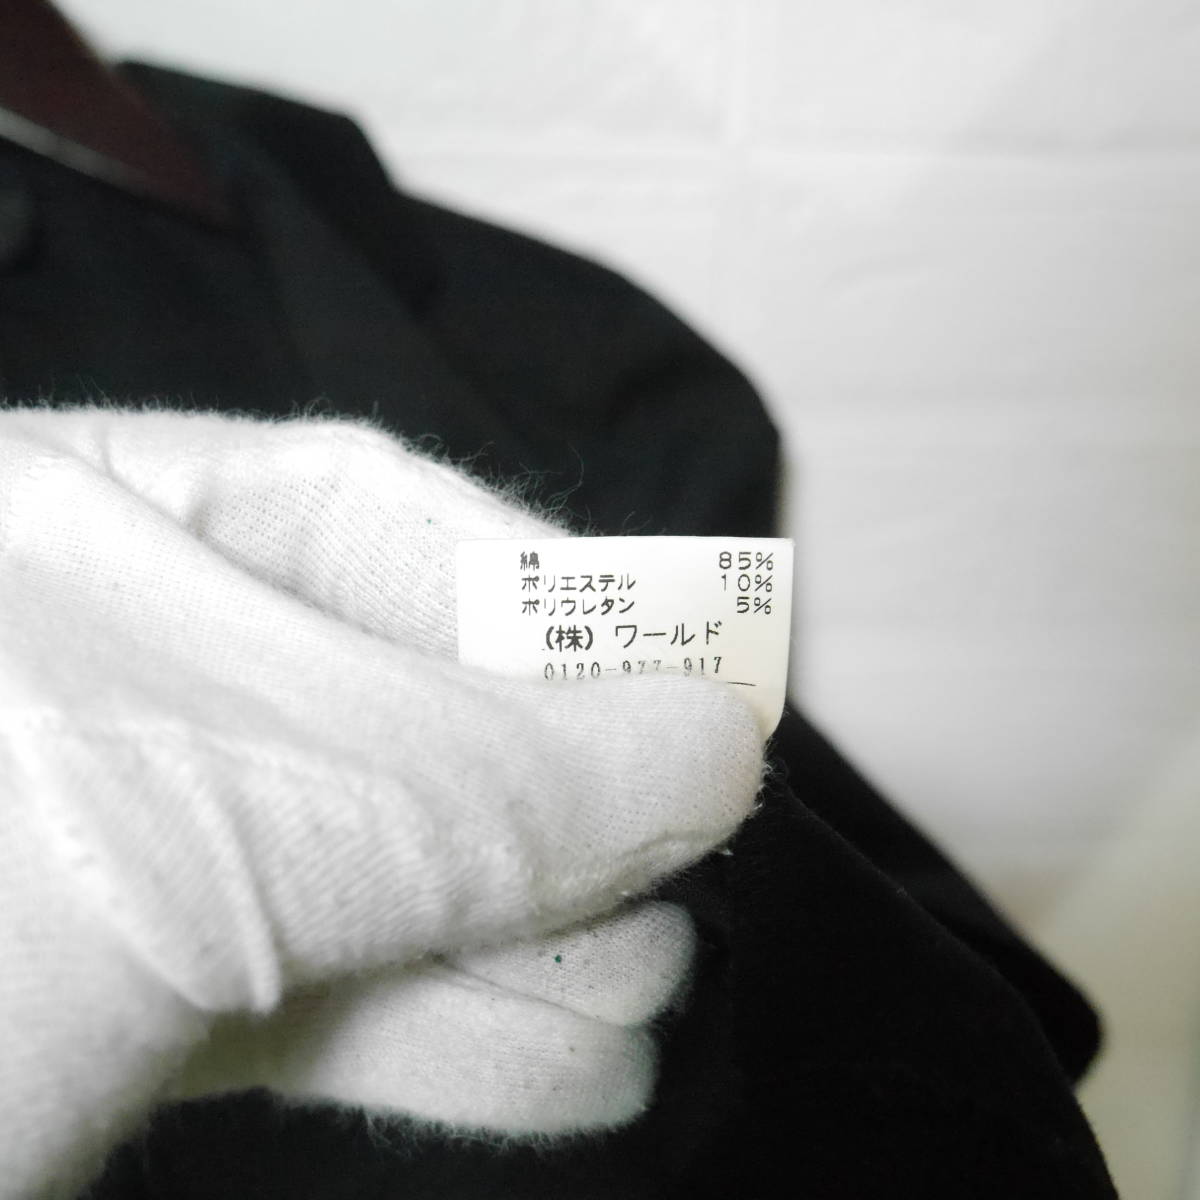 綿 85%
ポリエステル 10%
ポリウレタン 5%
(株) ワールド
0120-977-917